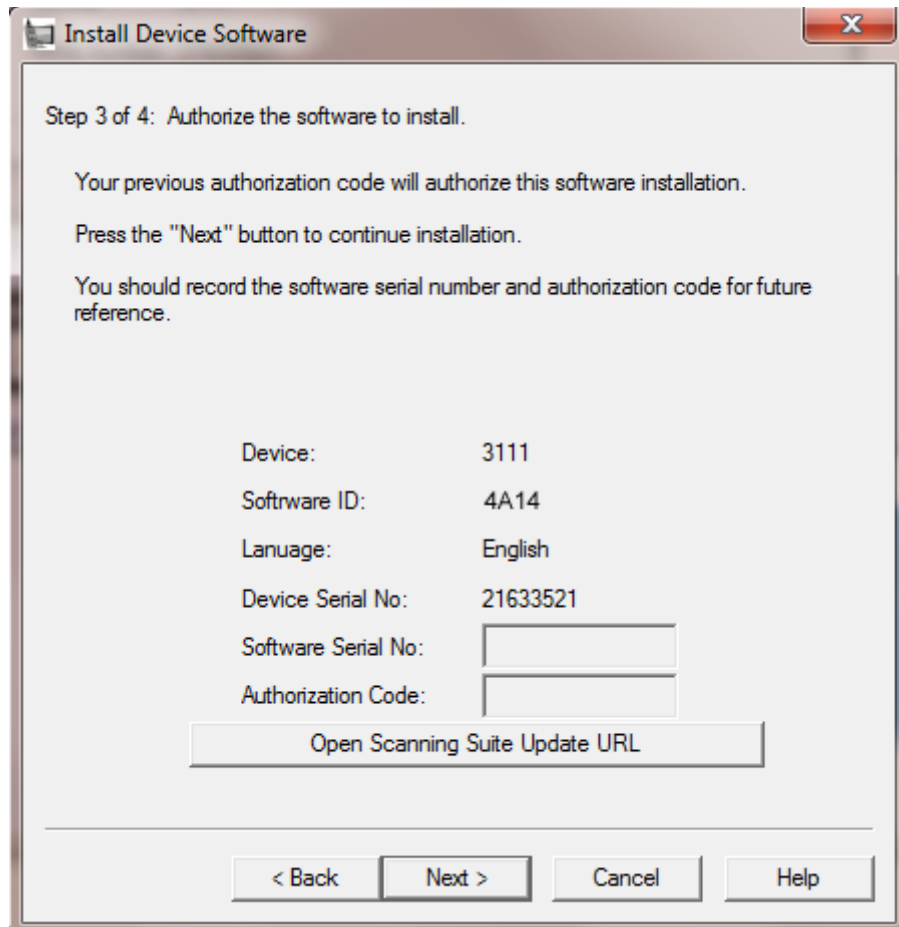 Install Device Software
Step 3 of 4: Authorize the software to install.
Your previous authorization code will authorize this software installation.
Press the "Next" button to continue installation.
You should record the software serial number and authorization code for future
reference.
Device: 3111
Softrware ID: 4A14
Lanuage: English
Device Serial No: 21633521
Software Serial No:
Authorization Code:
Open Scanning Suite Update URL
< Back Next > Cancel Help